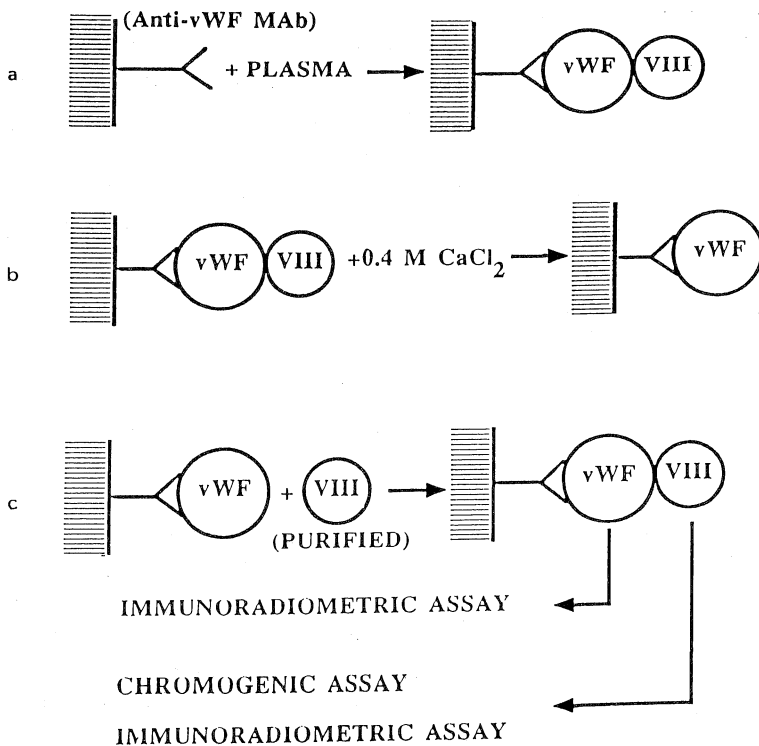 (Anti-vWF MAb)
a
+ PLASMA
vWF
VIII
b
vWF
VIII
+0.4 M CaCl₂
vWF
c
vWF
+
VIII
(PURIFIED)
vWF
VIII
IMMUNORADIOMETRIC ASSAY
CHROMOGENIC ASSAY
IMMUNORADIOMETRIC ASSAY